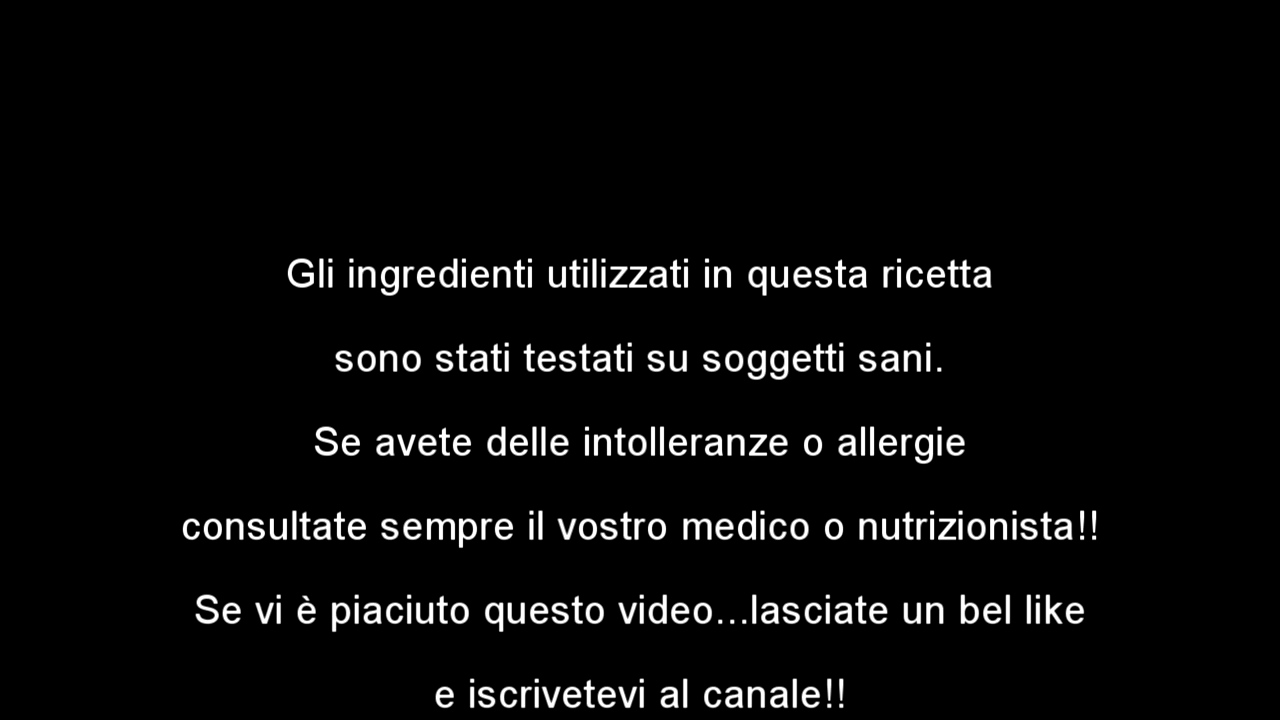 Gli ingredienti utilizzati in questa ricetta
sono stati testati su soggetti sani.
Se avete delle intolleranze o allergie
consultate sempre il vostro medico o nutrizionista!!
Se vi è piaciuto questo video...lasciate un bel like
e iscrivetevi al canale!!